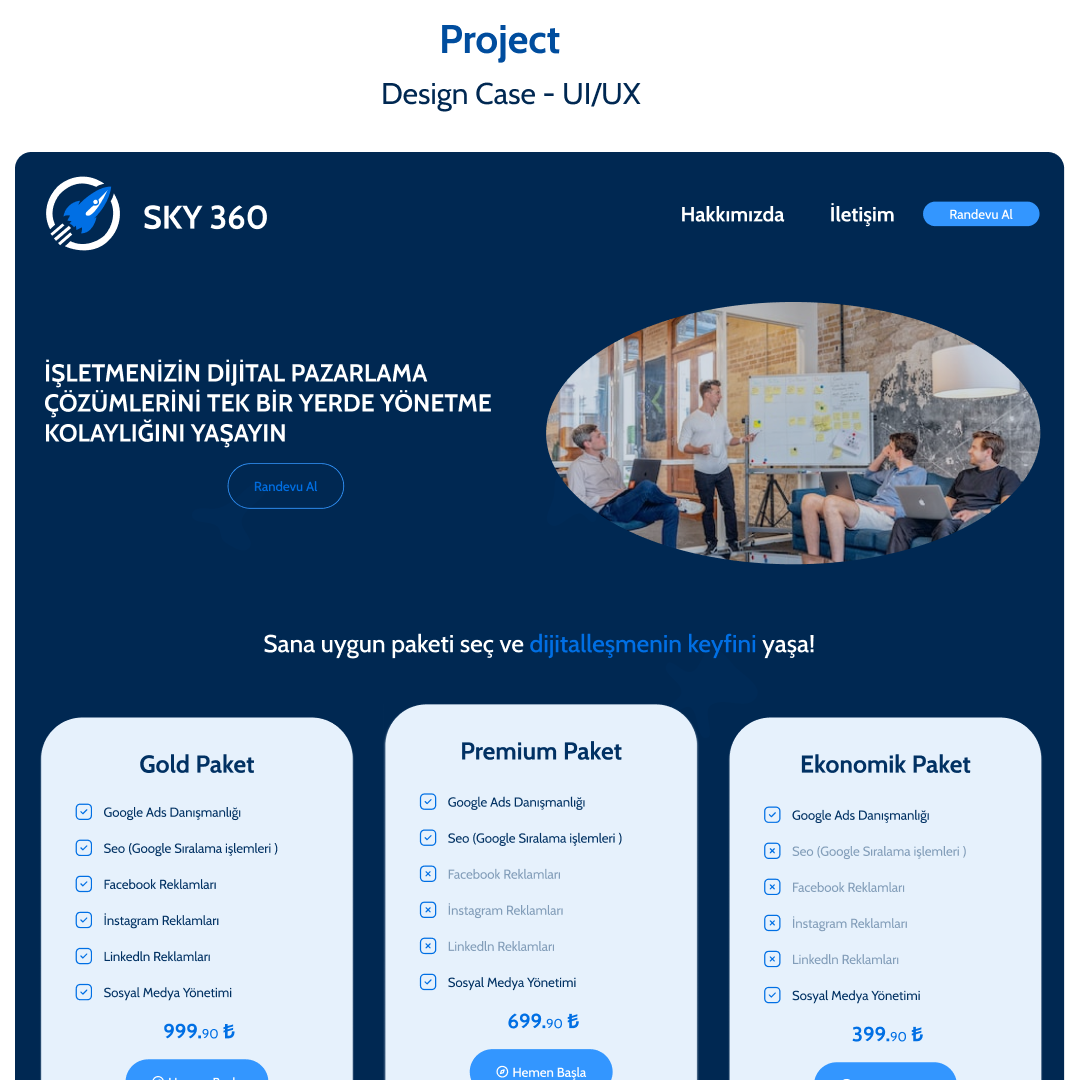 Project
Design Case - UI/UX
SKY 360
Hakkımızda
İletişim
Randevu Al
İŞLETMENİZİN DİJİTAL PAZARLAMA
ÇÖZÜMLERİNİ TEK BİR YERDE YÖNETME
KOLAYLIĞINI YAŞAYIN
Randevu Al
Sana uygun paketi seç ve dijitalleşmenin keyfini yaşa!
Gold Paket
Google Ads Danışmanlığı
Seo (Google Sıralama işlemleri )
Facebook Reklamları
İnstagram Reklamları
Linkedln Reklamları
Sosyal Medya Yönetimi
999.90 ₺
Premium Paket
Google Ads Danışmanlığı
Seo (Google Sıralama işlemleri )
Facebook Reklamları
İnstagram Reklamları
Linkedln Reklamları
Sosyal Medya Yönetimi
699.90 ₺
Hemen Başla
Ekonomik Paket
Google Ads Danışmanlığı
Seo (Google Sıralama işlemleri )
Facebook Reklamları
İnstagram Reklamları
Linkedln Reklamları
Sosyal Medya Yönetimi
399.90 ₺